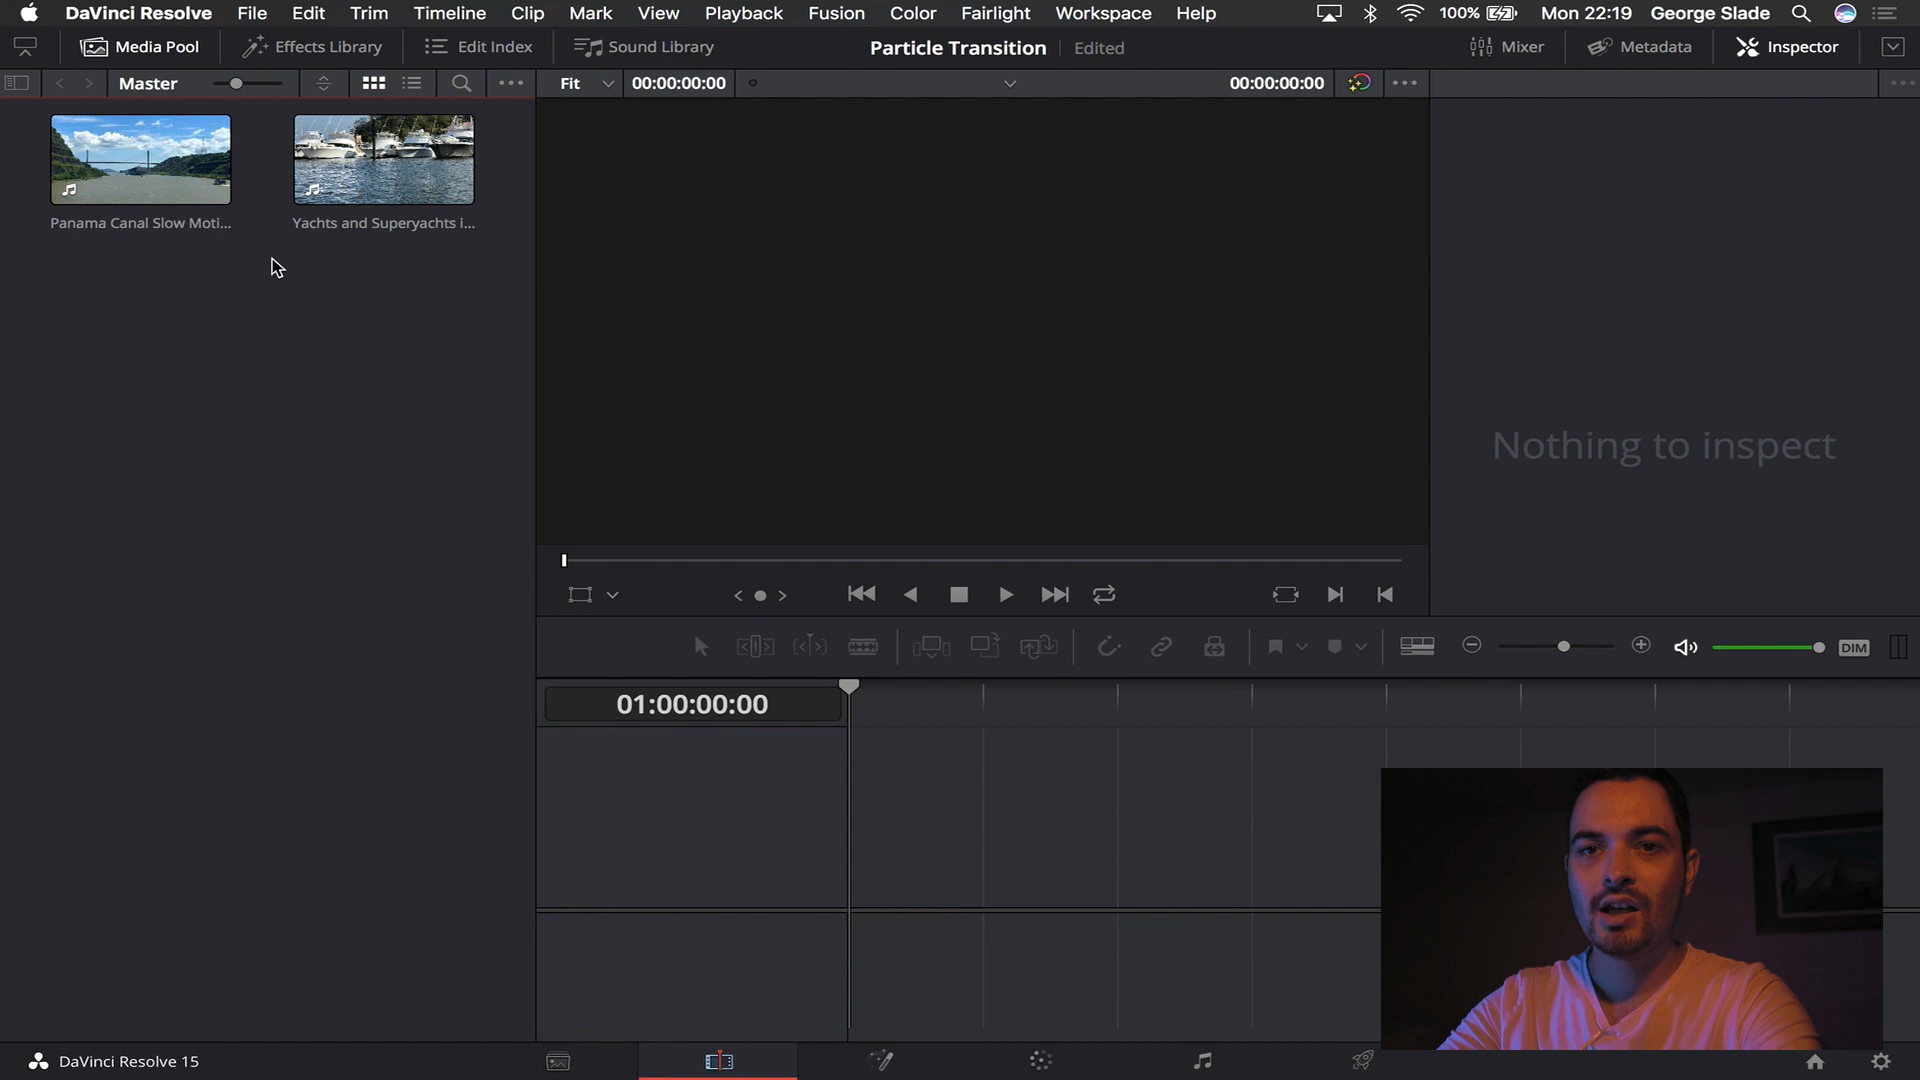 DaVinci Resolve File Edit Trim Timeline Clip Mark View Playback Fusion Color Fairlight Workspace Help 100% Mon 22:19 George Slade
Media Pool Effects Library Edit Index Sound Library Particle Transition Edited Mixer Metadata Inspector
Master Fit 00:00:00:00 00:00:00:00
Panama Canal Slow Moti... Yachts and Superyachts i...
Nothing to inspect
DIM
01:00:00:00
DaVinci Resolve 15